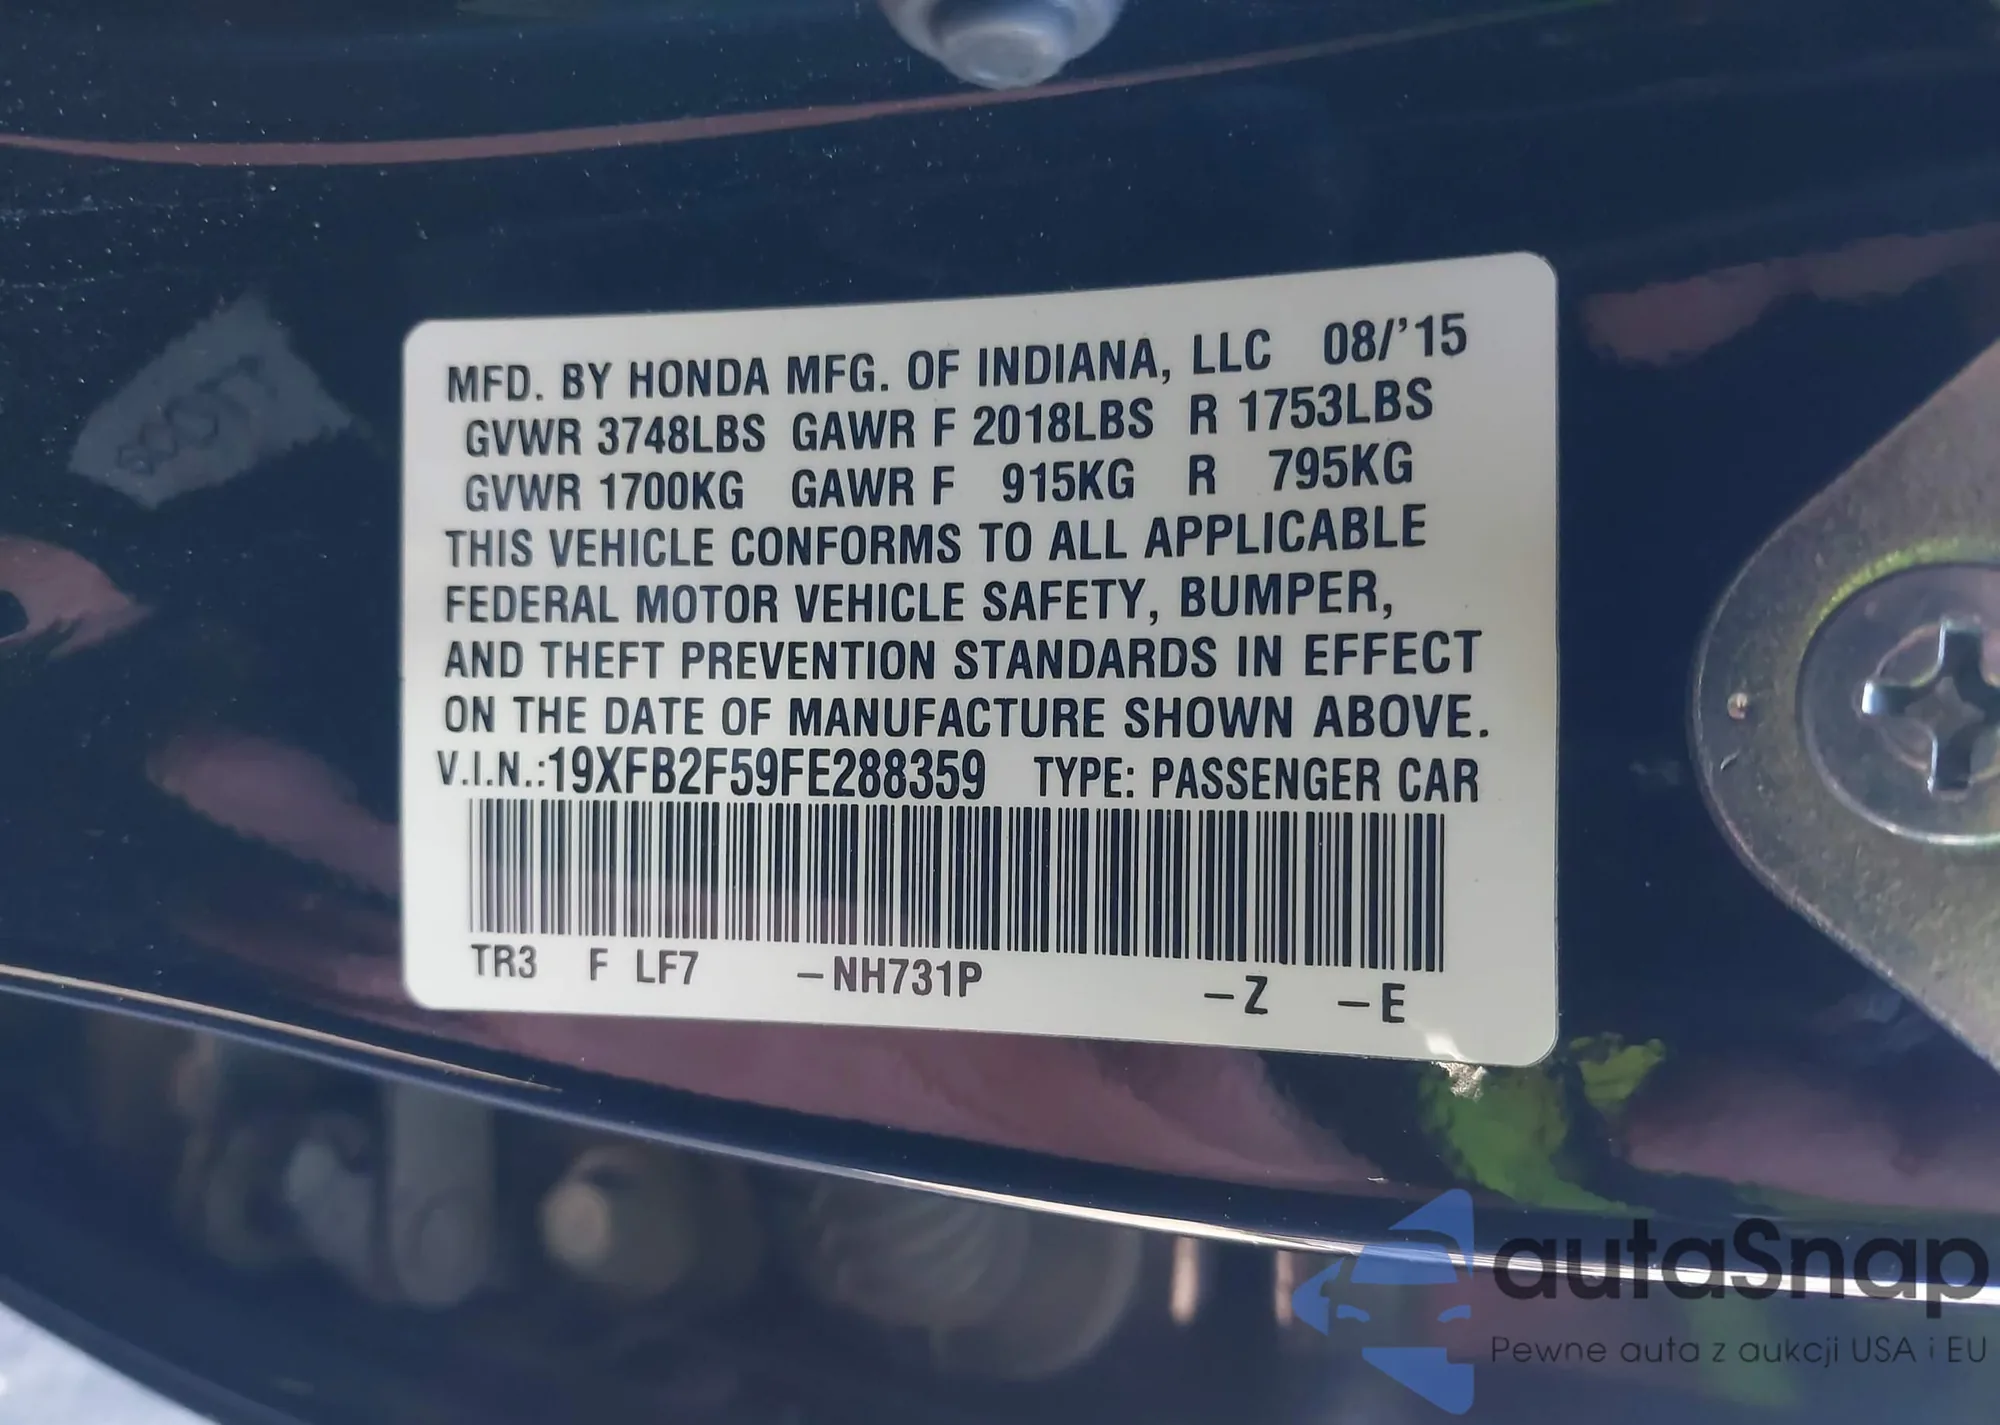 MFD. BY HONDA MFG. OF INDIANA, LLC 08/'15
GVWR 3748LBS GAWR F 2018LBS R 1753LBS
GVWR 1700KG GAWR F 915KG R 795KG
THIS VEHICLE CONFORMS TO ALL APPLICABLE
FEDERAL MOTOR VEHICLE SAFETY, BUMPER,
AND THEFT PREVENTION STANDARDS IN EFFECT
ON THE DATE OF MANUFACTURE SHOWN ABOVE.
V.I.N.:19XFB2F59FE288359 TYPE: PASSENGER CAR
TR3 F LF7 –NH731P –Z –E
autaSnap
Pewne auta z aukcji USA i EU